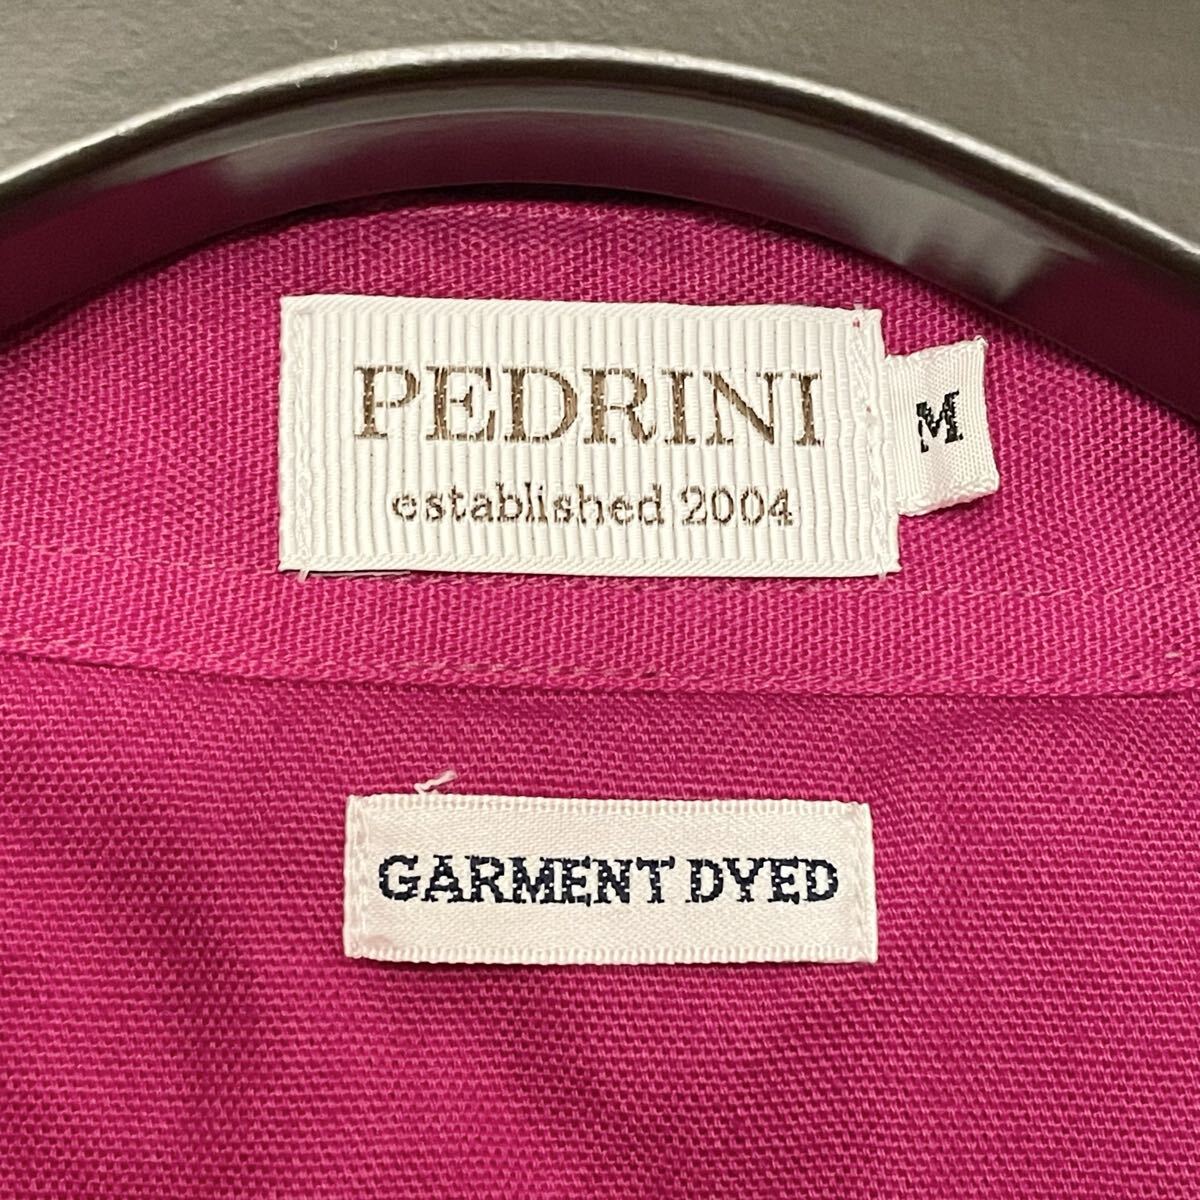 PEDRINI
established 2004
M
GARMENT DYED